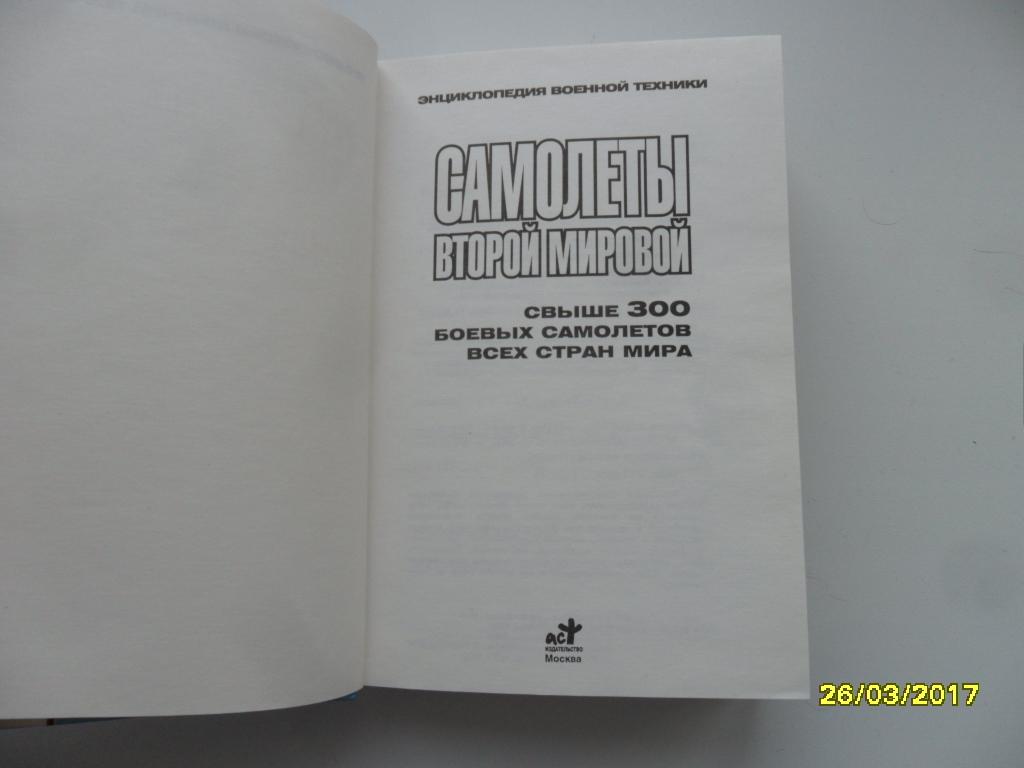 ЭНЦИКЛОПЕДИЯ ВОЕННОЙ ТЕХНИКИ
САМОЛЕТЫ
ВТОРОЙ МИРОВОЙ
СВЫШЕ 300
БОЕВЫХ САМОЛЕТОВ
ВСЕХ СТРАН МИРА
аст
ИЗДАТЕЛЬСТВО
Москва
26/03/2017